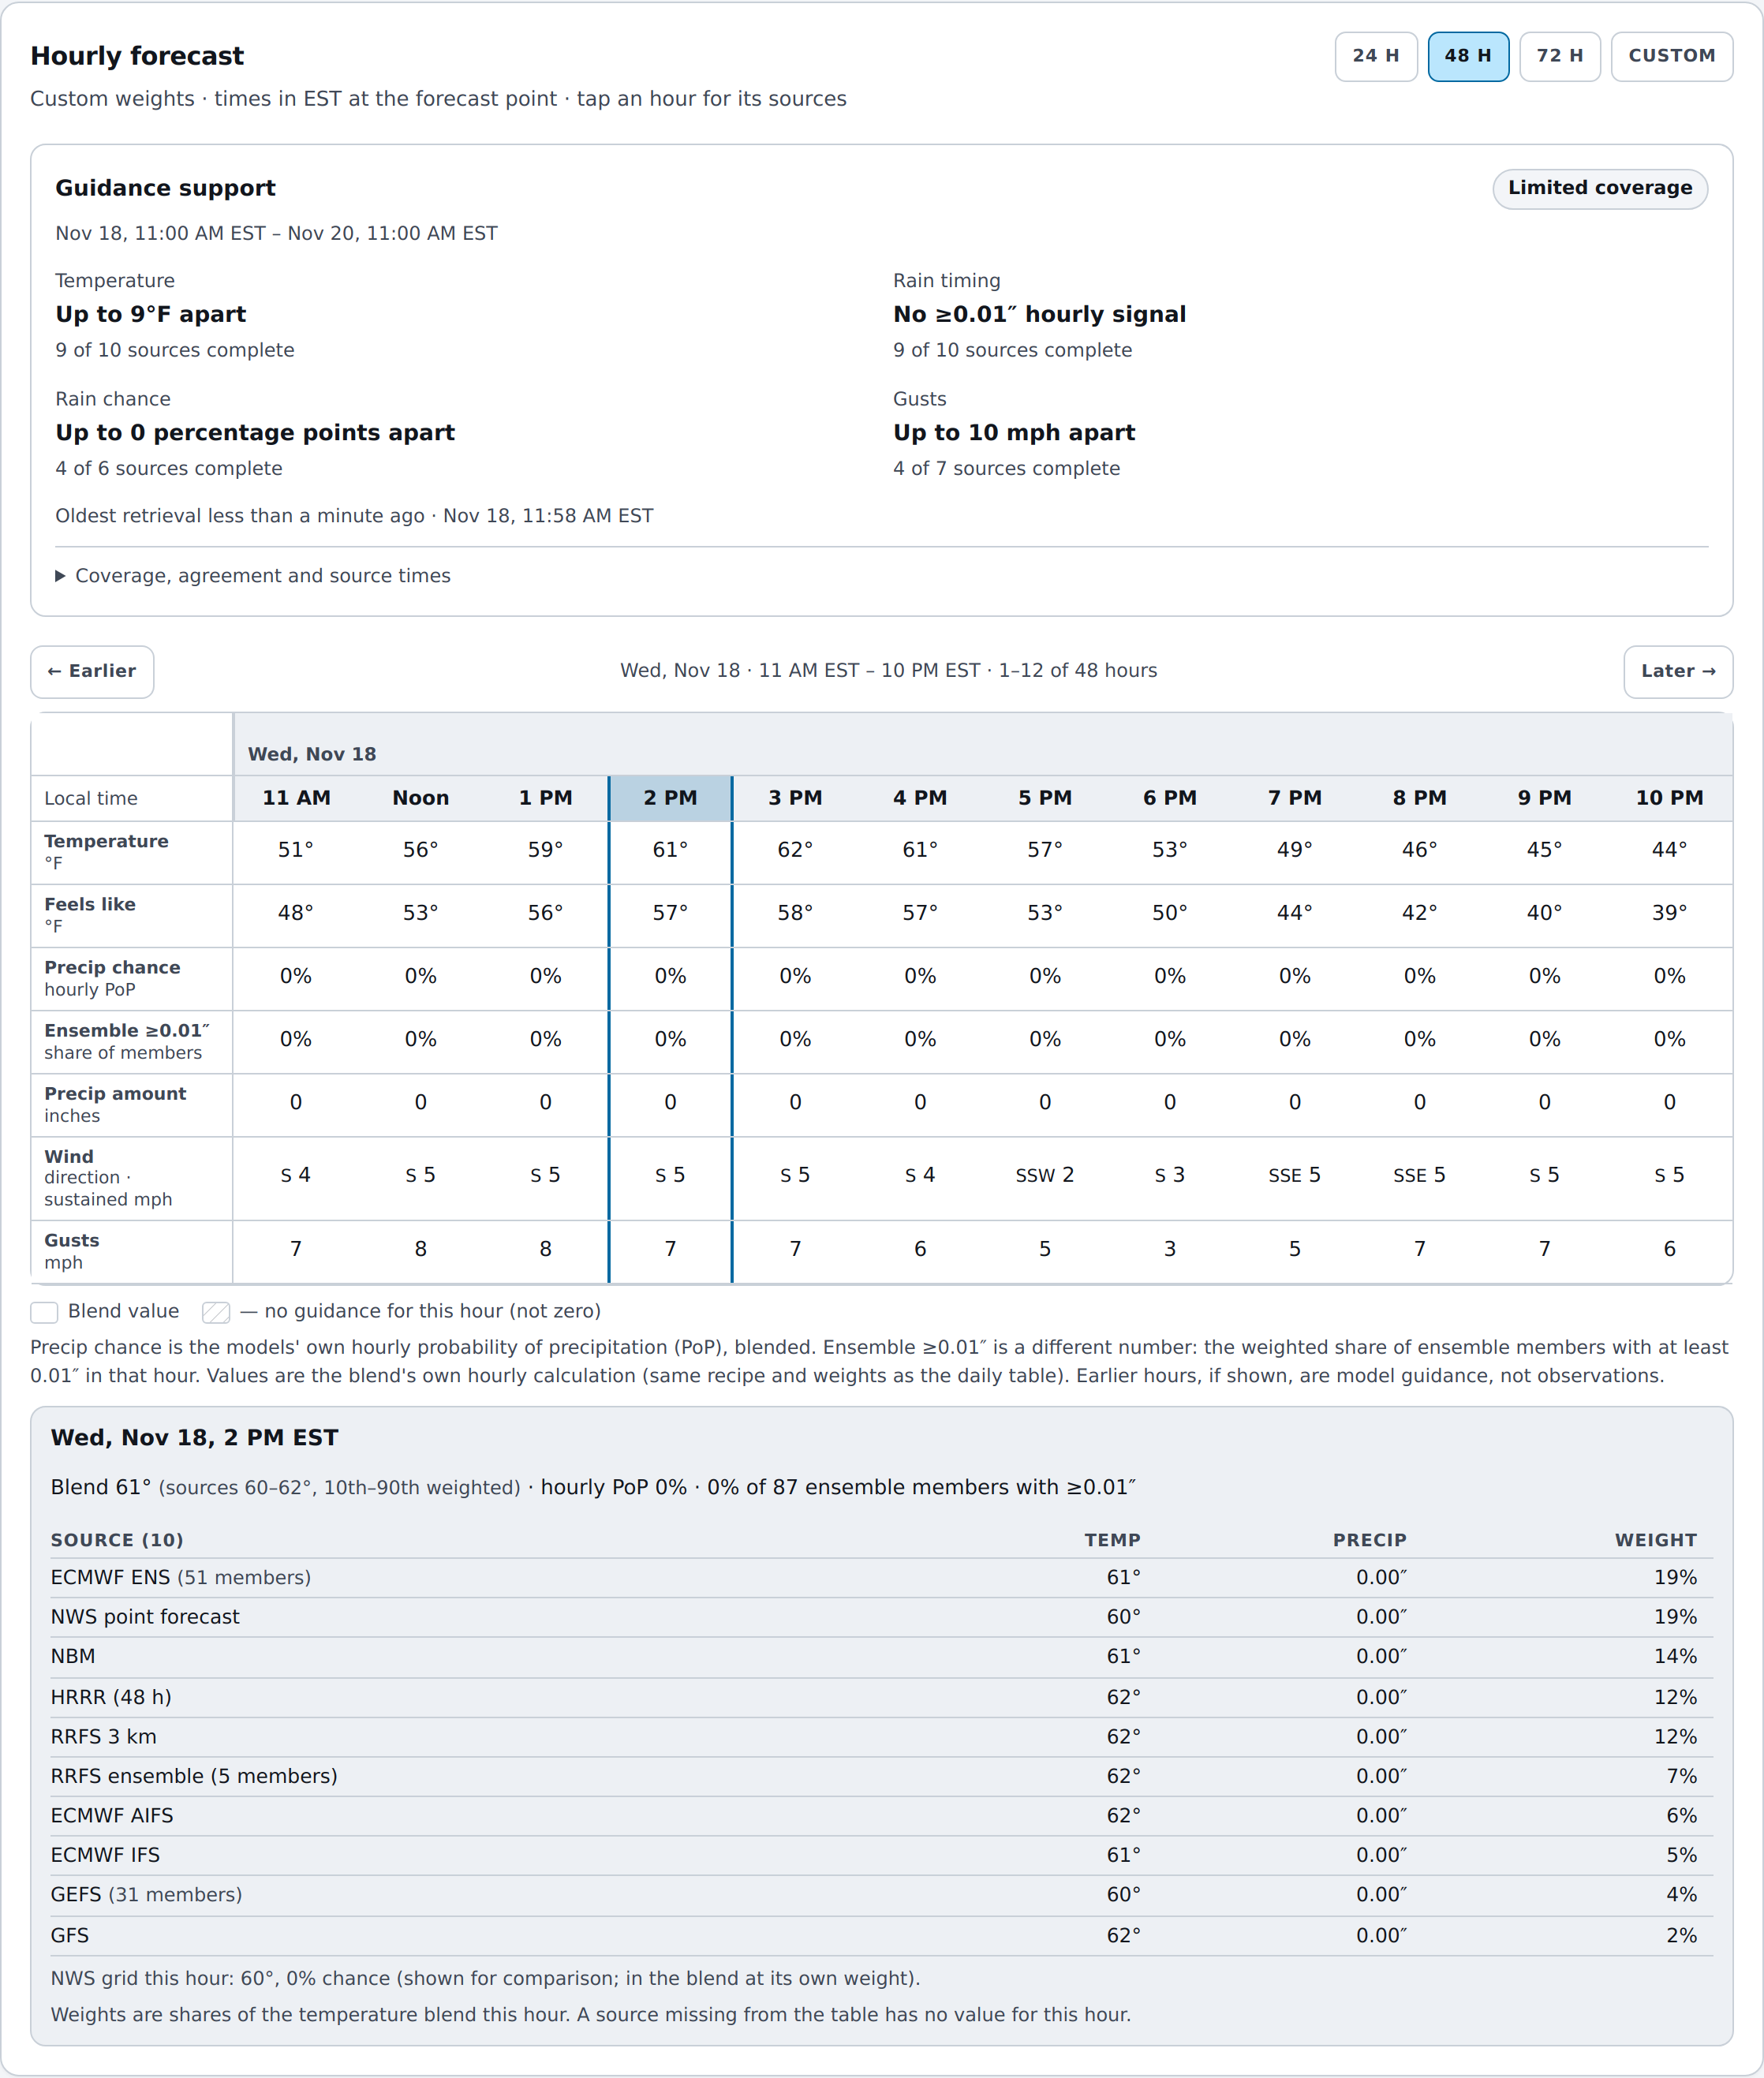 Hourly forecast
24 H
48 H
72 H
CUSTOM
Custom weights · times in EST at the forecast point · tap an hour for its sources
Guidance support
Limited coverage
Nov 18, 11:00 AM EST – Nov 20, 11:00 AM EST
Temperature
Up to 9°F apart
9 of 10 sources complete
Rain timing
No ≥0.01″ hourly signal
9 of 10 sources complete
Rain chance
Up to 0 percentage points apart
4 of 6 sources complete
Gusts
Up to 10 mph apart
4 of 7 sources complete
Oldest retrieval less than a minute ago · Nov 18, 11:58 AM EST
▶ Coverage, agreement and source times
← Earlier
Wed, Nov 18 · 11 AM EST – 10 PM EST · 1–12 of 48 hours
Later →
Wed, Nov 18
Local time 11 AM Noon 1 PM 2 PM 3 PM 4 PM 5 PM 6 PM 7 PM 8 PM 9 PM 10 PM
Temperature
°F
51° 56° 59° 61° 62° 61° 57° 53° 49° 46° 45° 44°
Feels like
°F
48° 53° 56° 57° 58° 57° 53° 50° 44° 42° 40° 39°
Precip chance
hourly PoP
0% 0% 0% 0% 0% 0% 0% 0% 0% 0% 0% 0%
Ensemble ≥0.01″
share of members
0% 0% 0% 0% 0% 0% 0% 0% 0% 0% 0% 0%
Precip amount
inches
0 0 0 0 0 0 0 0 0 0 0 0
Wind
direction ·
sustained mph
S 4 S 5 S 5 S 5 S 5 S 4 SSW 2 S 3 SSE 5 SSE 5 S 5 S 5
Gusts
mph
7 8 8 7 7 6 5 3 5 7 7 6
Blend value — no guidance for this hour (not zero)
Precip chance is the models' own hourly probability of precipitation (PoP), blended. Ensemble ≥0.01″ is a different number: the weighted share of ensemble members with at least
0.01″ in that hour. Values are the blend's own hourly calculation (same recipe and weights as the daily table). Earlier hours, if shown, are model guidance, not observations.
Wed, Nov 18, 2 PM EST
Blend 61° (sources 60–62°, 10th–90th weighted) · hourly PoP 0% · 0% of 87 ensemble members with ≥0.01″
SOURCE (10) TEMP PRECIP WEIGHT
ECMWF ENS (51 members) 61° 0.00″ 19%
NWS point forecast 60° 0.00″ 19%
NBM 61° 0.00″ 14%
HRRR (48 h) 62° 0.00″ 12%
RRFS 3 km 62° 0.00″ 12%
RRFS ensemble (5 members) 62° 0.00″ 7%
ECMWF AIFS 62° 0.00″ 6%
ECMWF IFS 61° 0.00″ 5%
GEFS (31 members) 60° 0.00″ 4%
GFS 62° 0.00″ 2%
NWS grid this hour: 60°, 0% chance (shown for comparison; in the blend at its own weight).
Weights are shares of the temperature blend this hour. A source missing from the table has no value for this hour.